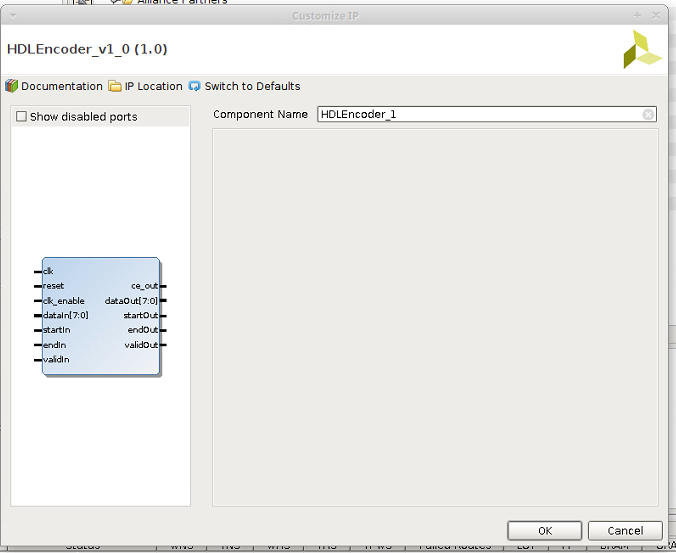 Alliance Partners
Customize IP
HDLEncoder_v1_0 (1.0)
Documentation IP Location Switch to Defaults
Show disabled ports
Component Name HDLEncoder_1
clk
reset ce_out
clk_enable dataOut[7:0]
dataIn[7:0] startOut
startIn endOut
endIn validOut
validIn
OK Cancel
Status WNS TNS WHS THS TPWS Failed Routes LUT FF BRAM